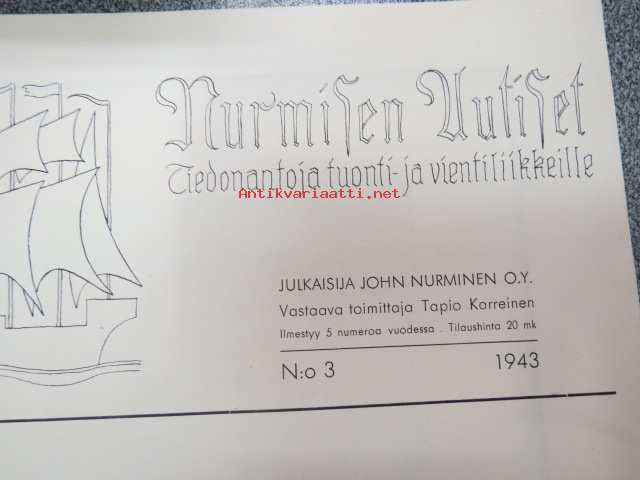 Nurmisen Uutiset
Tiedonantoja tuonti- ja vientiliikkeille
Antikvariaatti.net
JULKAISIJA JOHN NURMINEN O.Y.
Vastaava toimittaja Tapio Korreinen
Ilmestyy 5 numeroa vuodessa . Tilaushinta 20 mk
N:o 3 1943